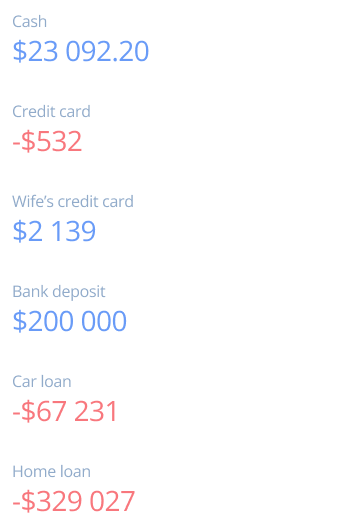 Cash
$23 092.20
Credit card
-$532
Wife’s credit card
$2 139
Bank deposit
$200 000
Car loan
-$67 231
Home loan
-$329 027